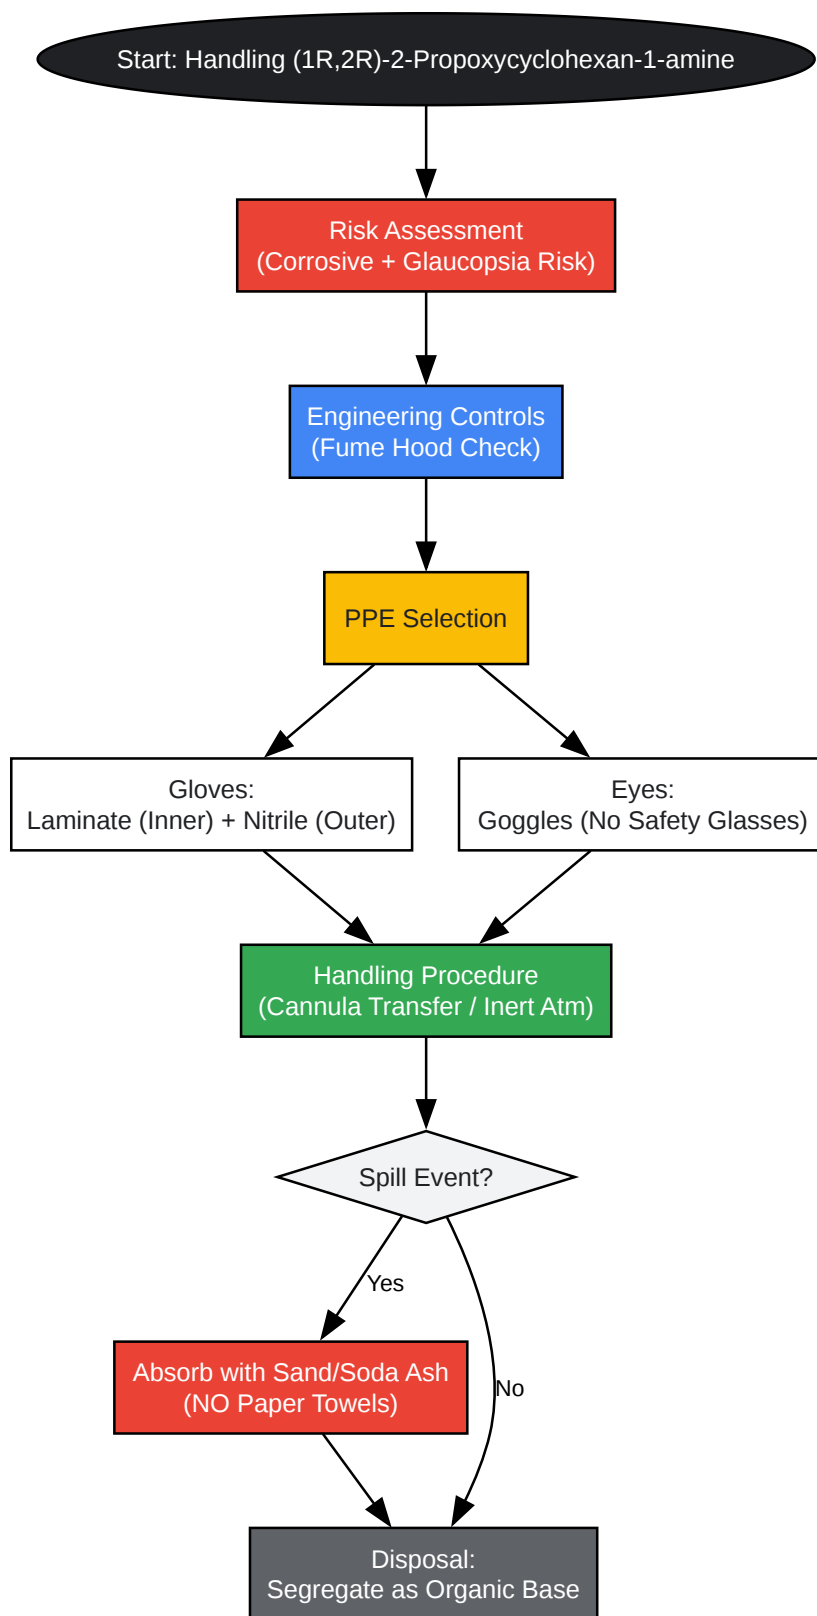 Start: Handling (1R,2R)-2-Propoxycyclohexan-1-amine
Risk Assessment
(Corrosive + Glaucopsia Risk)
Engineering Controls
(Fume Hood Check)
PPE Selection
Gloves:
Laminate (Inner) + Nitrile (Outer)
Eyes:
Goggles (No Safety Glasses)
Handling Procedure
(Cannula Transfer / Inert Atm)
Spill Event?
Yes
Absorb with Sand/Soda Ash
(NO Paper Towels)
No
Disposal:
Segregate as Organic Base